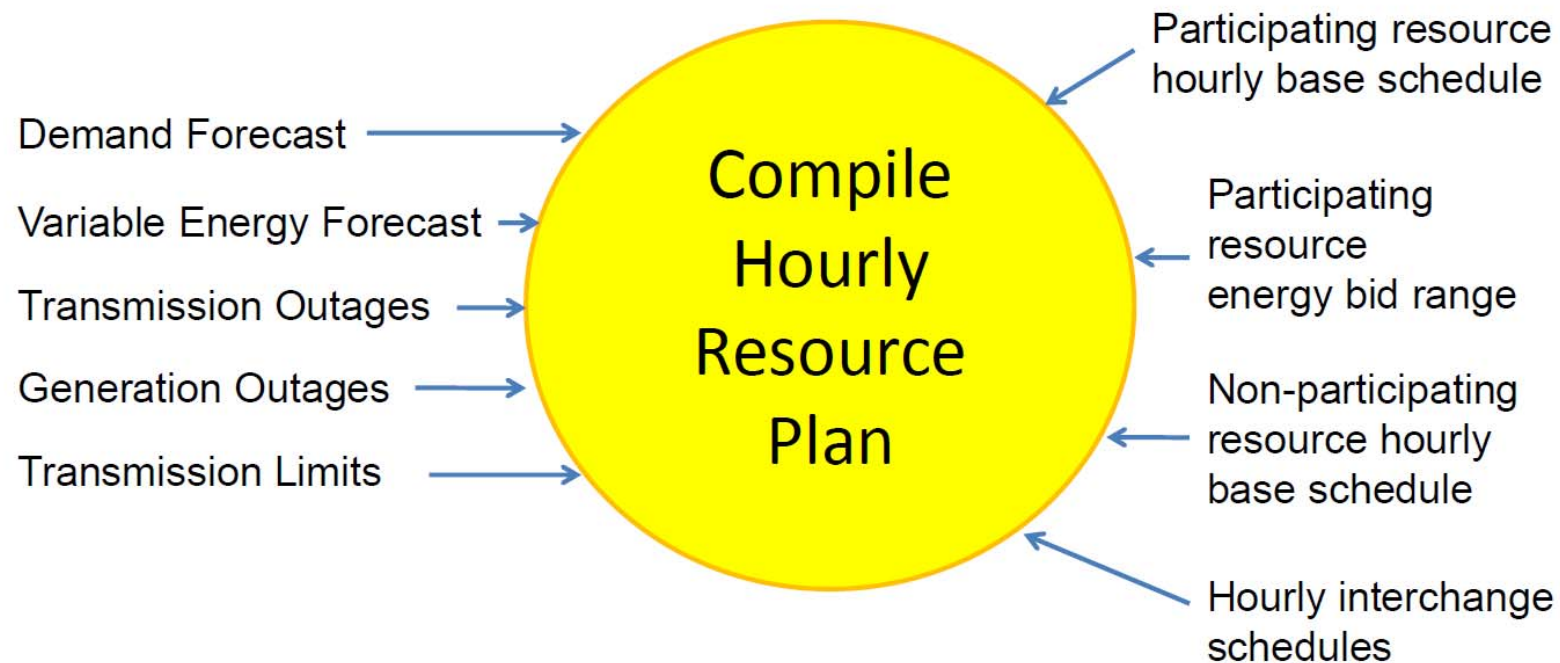 Demand Forecast
Variable Energy Forecast
Transmission Outages
Generation Outages
Transmission Limits
Compile
Hourly
Resource
Plan
Participating resource
hourly base schedule
Participating
resource
energy bid range
Non-participating
resource hourly
base schedule
Hourly interchange
schedules